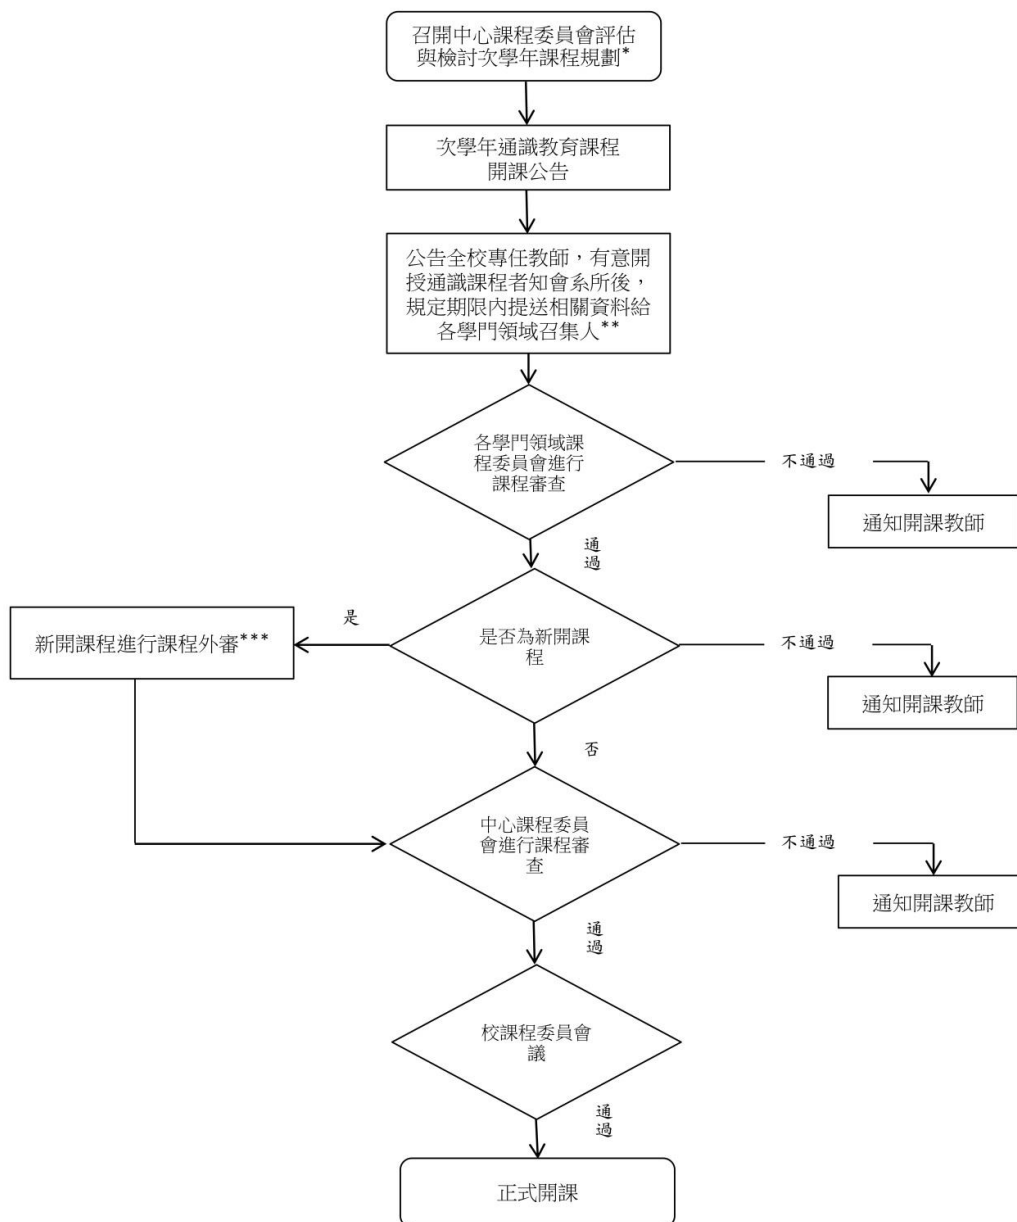 召開中心課程委員會評估
與檢討次學年課程規劃*
次學年通識教育課程
開課公告
公告全校專任教師，有意開
授通識課程者知會系所後，
規定期限內提送相關資料給
各學門領域召集人**
各學門領域課
程委員會進行
課程審查
不通過
通知開課教師
通
過
是否為新開課
程
是
新開課程進行課程外審***
不通過
通知開課教師
否
中心課程委員
會進行課程審
查
不通過
通知開課教師
通
過
校課程委員會
議
通
過
正式開課